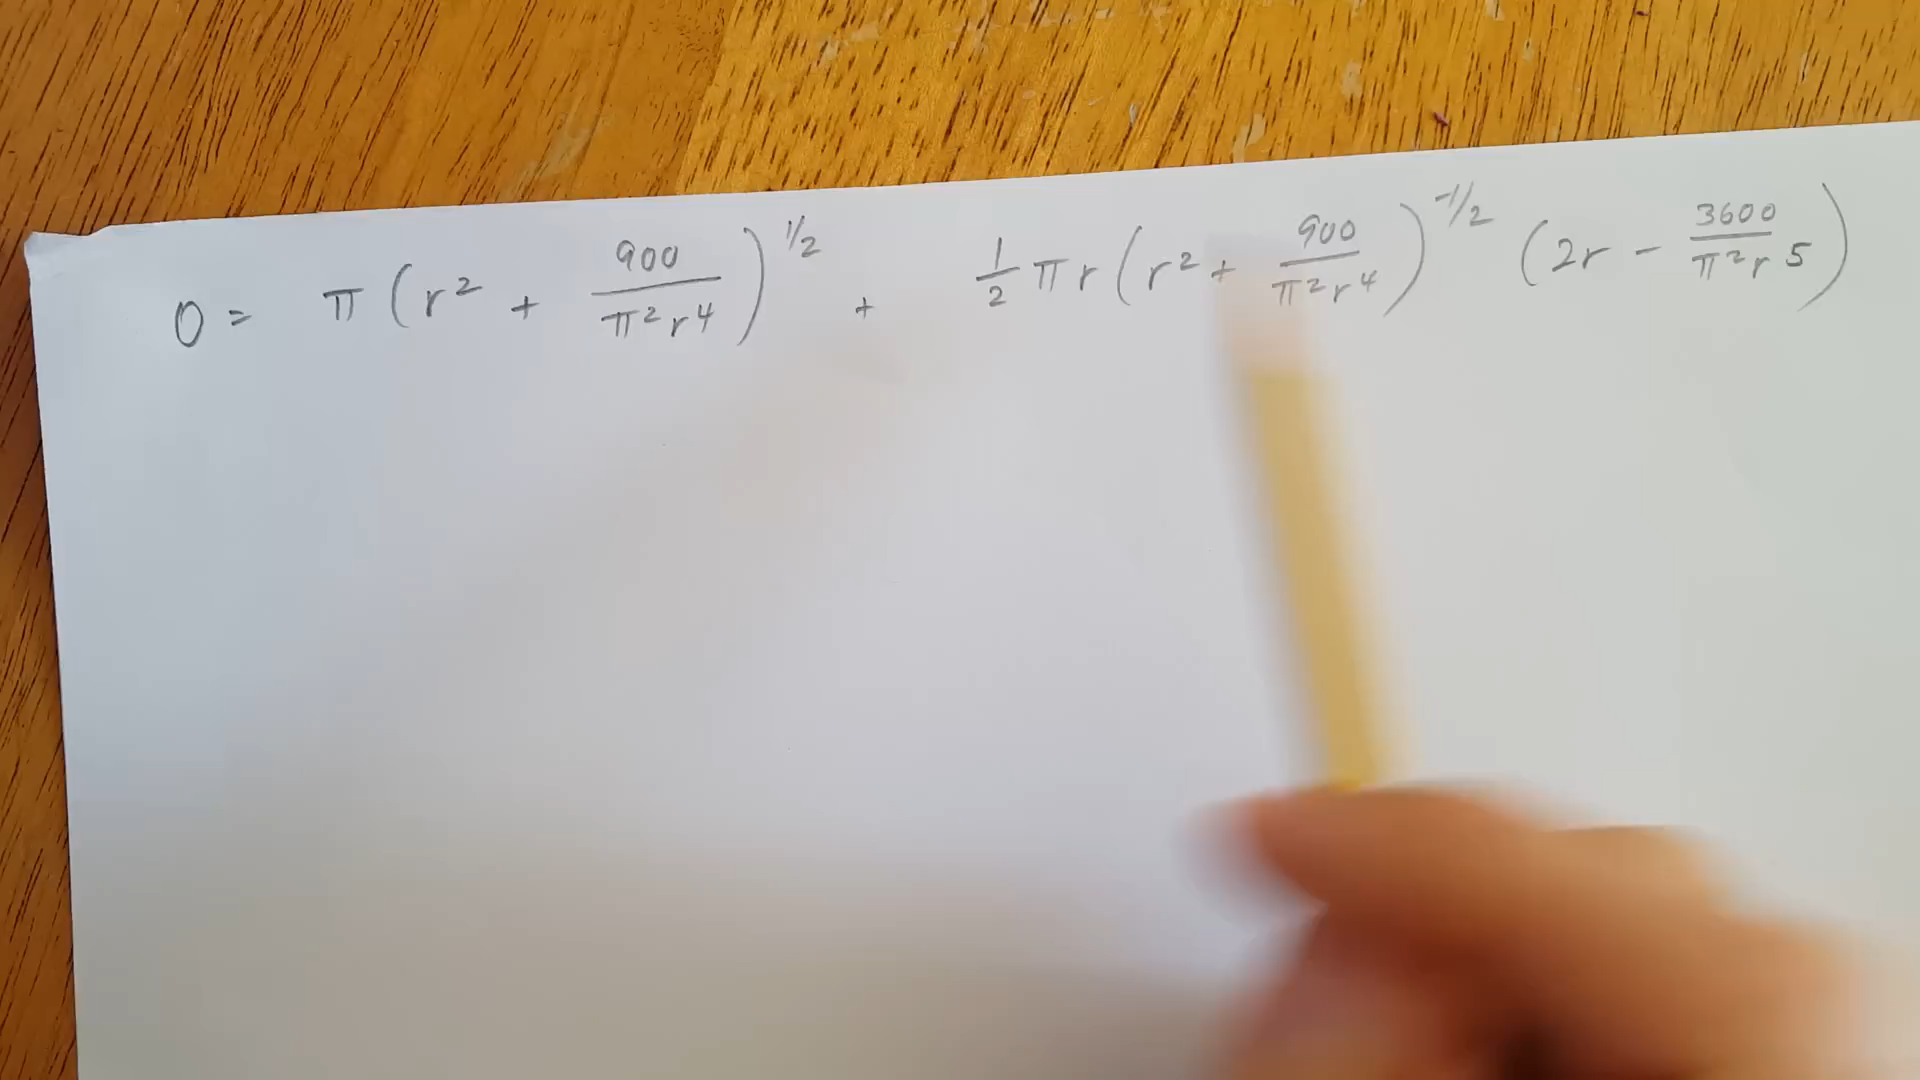 0 = π (r² + 900/π²r⁴)^1/2 + 1/2 πr (r² + 900/π²r⁴)^-1/2 (2r - 3600/π²r5)